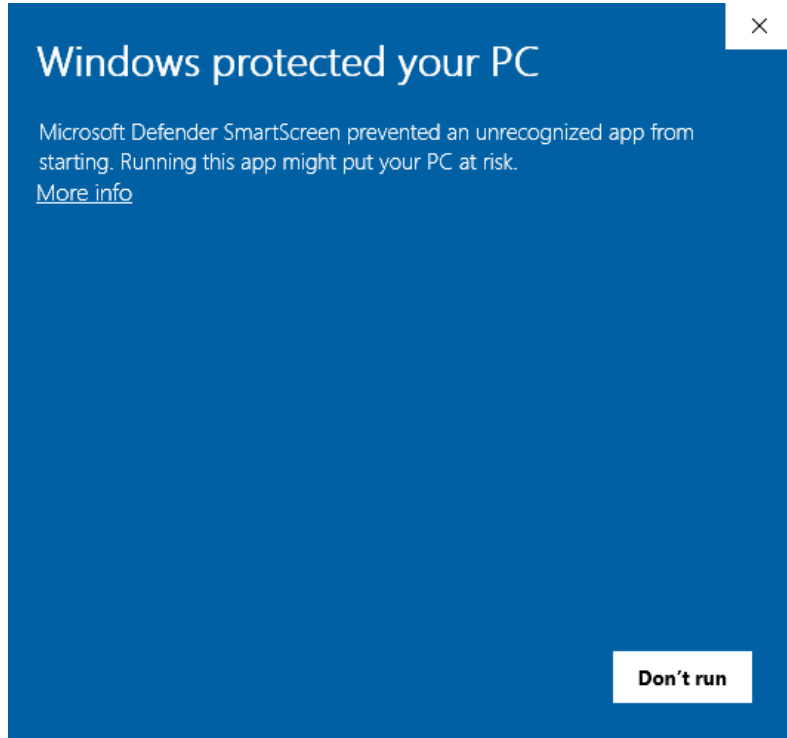 Windows protected your PC
Microsoft Defender SmartScreen prevented an unrecognized app from
starting. Running this app might put your PC at risk.
More info
Don't run